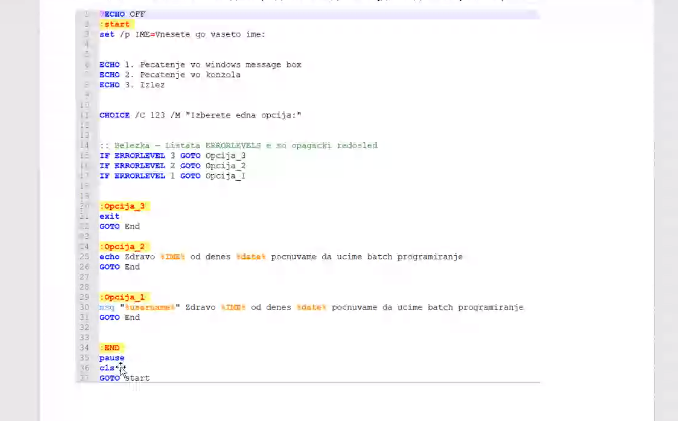 1 @ECHO OFF
2 :start
3 set /p IME=Vnesete go vaseto ime:
4
5
6 ECHO 1. Pecatenje vo windows message box
7 ECHO 2. Pecatenje vo konzola
8 ECHO 3. Izlez
9
10
11 CHOICE /C 123 /M "Izberete edna opcija:"
12
13
14 :: Beleska - Listata ERRORLEVELS e so opagacki redosled
15 IF ERRORLEVEL 3 GOTO Opcija_3
16 IF ERRORLEVEL 2 GOTO Opcija_2
17 IF ERRORLEVEL 1 GOTO Opcija_1
18
19
20 :Opcija_3
21 exit
22 GOTO End
23
24 :Opcija_2
25 echo Zdravo %IME% od denes %date% pocnuvame da ucime batch programiranje
26 GOTO End
27
28
29 :Opcija_1
30 msg "%username%" Zdravo %IME% od denes %date% pocnuvame da ucime batch programiranje
31 GOTO End
32
33
34 :END
35 pause
36 cls
37 GOTO start